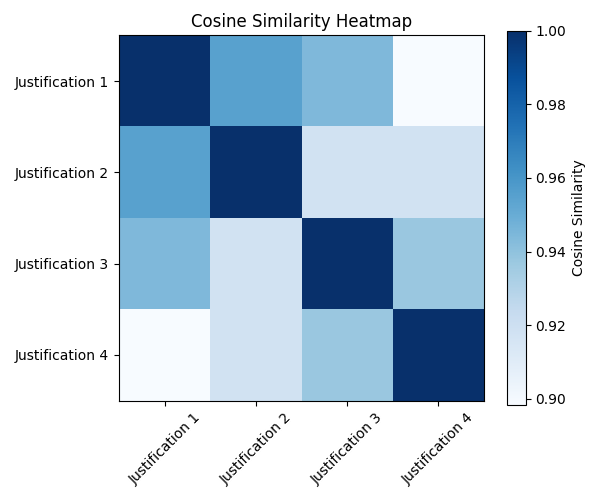 Cosine Similarity Heatmap
Justification 1
Justification 2
Justification 3
Justification 4
Justification 1
Justification 2
Justification 3
Justification 4
1.00
0.98
0.96
0.94
0.92
0.90
Cosine Similarity